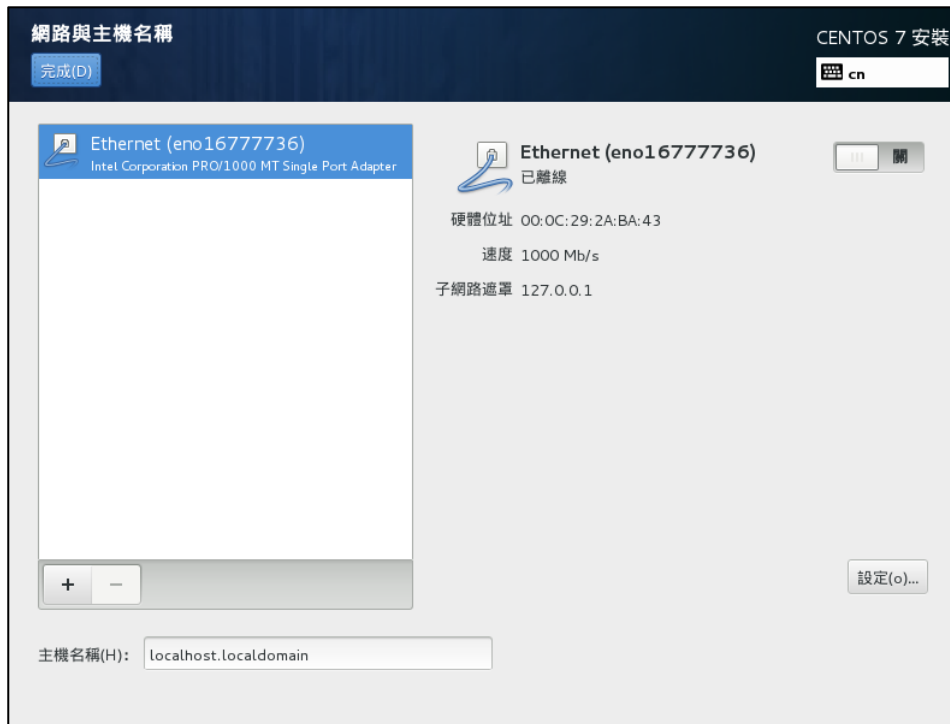 網路與主機名稱
CENTOS 7 安裝
完成(D)
cn
Ethernet (eno16777736)
Intel Corporation PRO/1000 MT Single Port Adapter
Ethernet (eno16777736)
已離線
關
硬體位址 00:0C:29:2A:BA:43
速度 1000 Mb/s
子網路遮罩 127.0.0.1
+ −
設定(o)...
主機名稱(H): localhost.localdomain